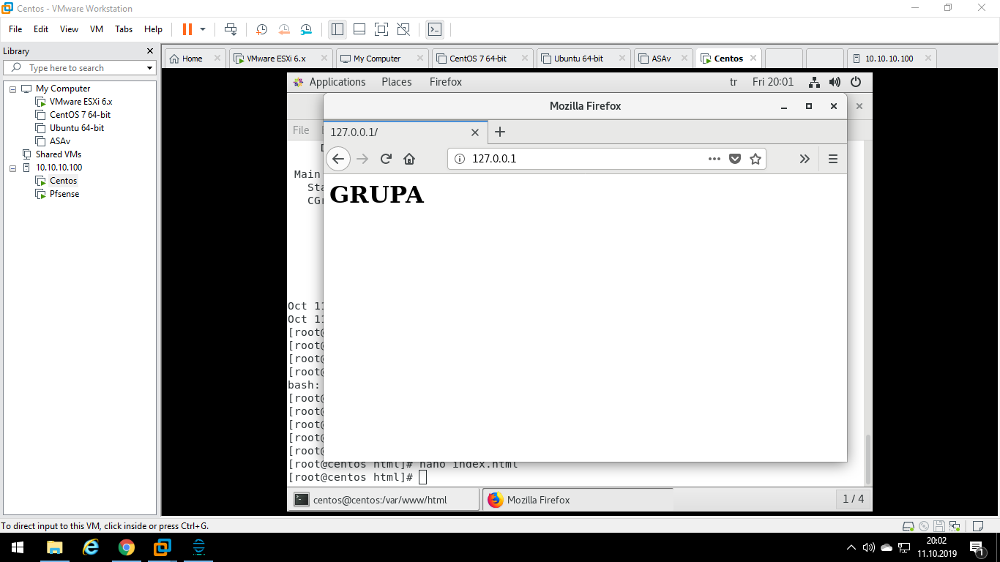 Centos - VMware Workstation
File Edit View VM Tabs Help
Library
Type here to search
My Computer
VMware ESXi 6.x
CentOS 7 64-bit
Ubuntu 64-bit
ASAv
Shared VMs
10.10.10.100
Centos
Pfsense
Home VMware ESXi 6.x My Computer CentOS 7 64-bit Ubuntu 64-bit ASAv Centos 10.10.10.100
Applications Places Firefox tr Fri 20:01
Mozilla Firefox
File
127.0.0.1/
127.0.0.1
GRUPA
Main
Oct 11
Oct 11
[root@
[root@
[root@
[root@
bash:
[root@
[root@
[root@
[root@
[root@
[root@centos html]# nano index.html
[root@centos html]#
centos@centos:/var/www/html Mozilla Firefox 1 / 4
To direct input to this VM, click inside or press Ctrl+G.
20:02
11.10.2019
1